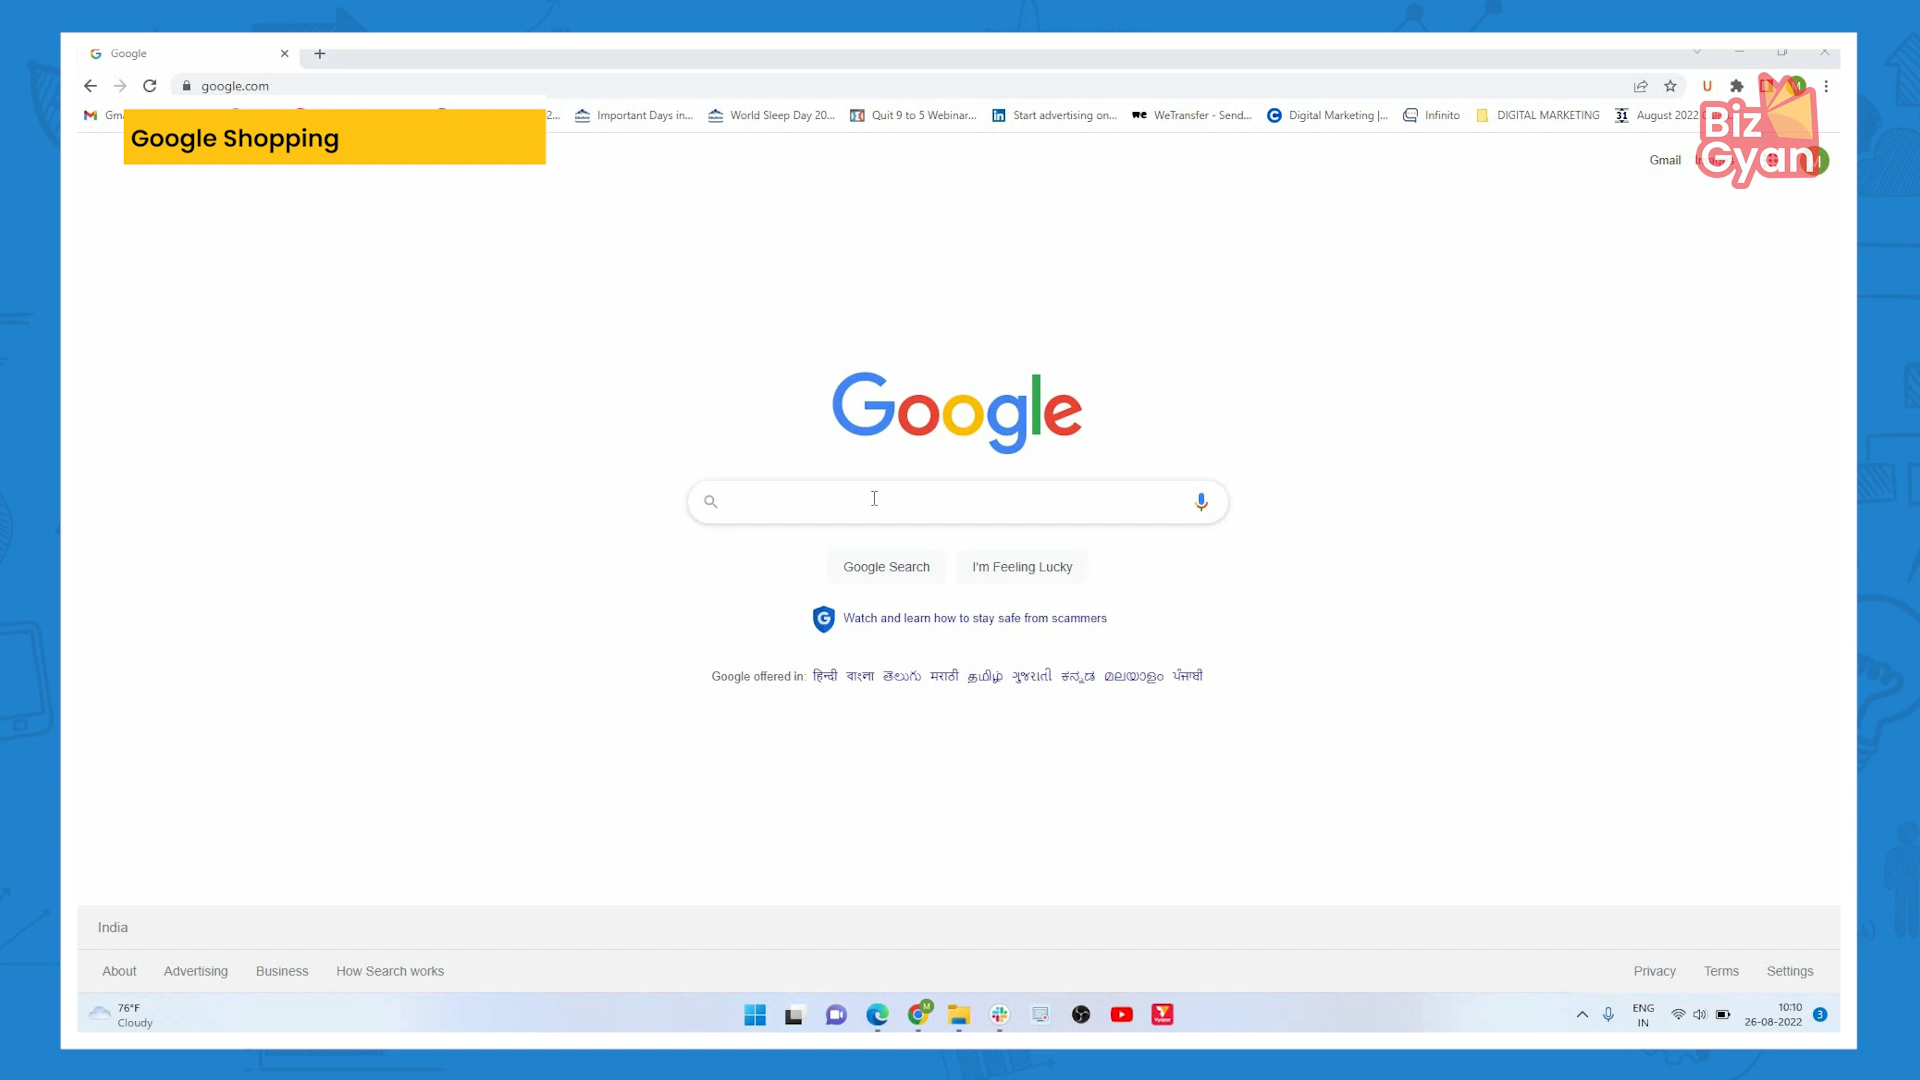 Google
google.com
2... Important Days in... World Sleep Day 20... Quit 9 to 5 Webinar... Start advertising on... WeTransfer - Send... Digital Marketing |... Infinito DIGITAL MARKETING 31 August 2022
Google Shopping
Biz
Gyan
Gmail
Google
Google Search I'm Feeling Lucky
Watch and learn how to stay safe from scammers
Google offered in: हिन्दी বাংলা తెలుగు मराठी தமிழ் ગુજરાતી ಕನ್ನಡ മലയാളം ਪੰਜਾਬੀ
India
About Advertising Business How Search works Privacy Terms Settings
76°F
Cloudy
ENG
IN
10:10
26-08-2022
3